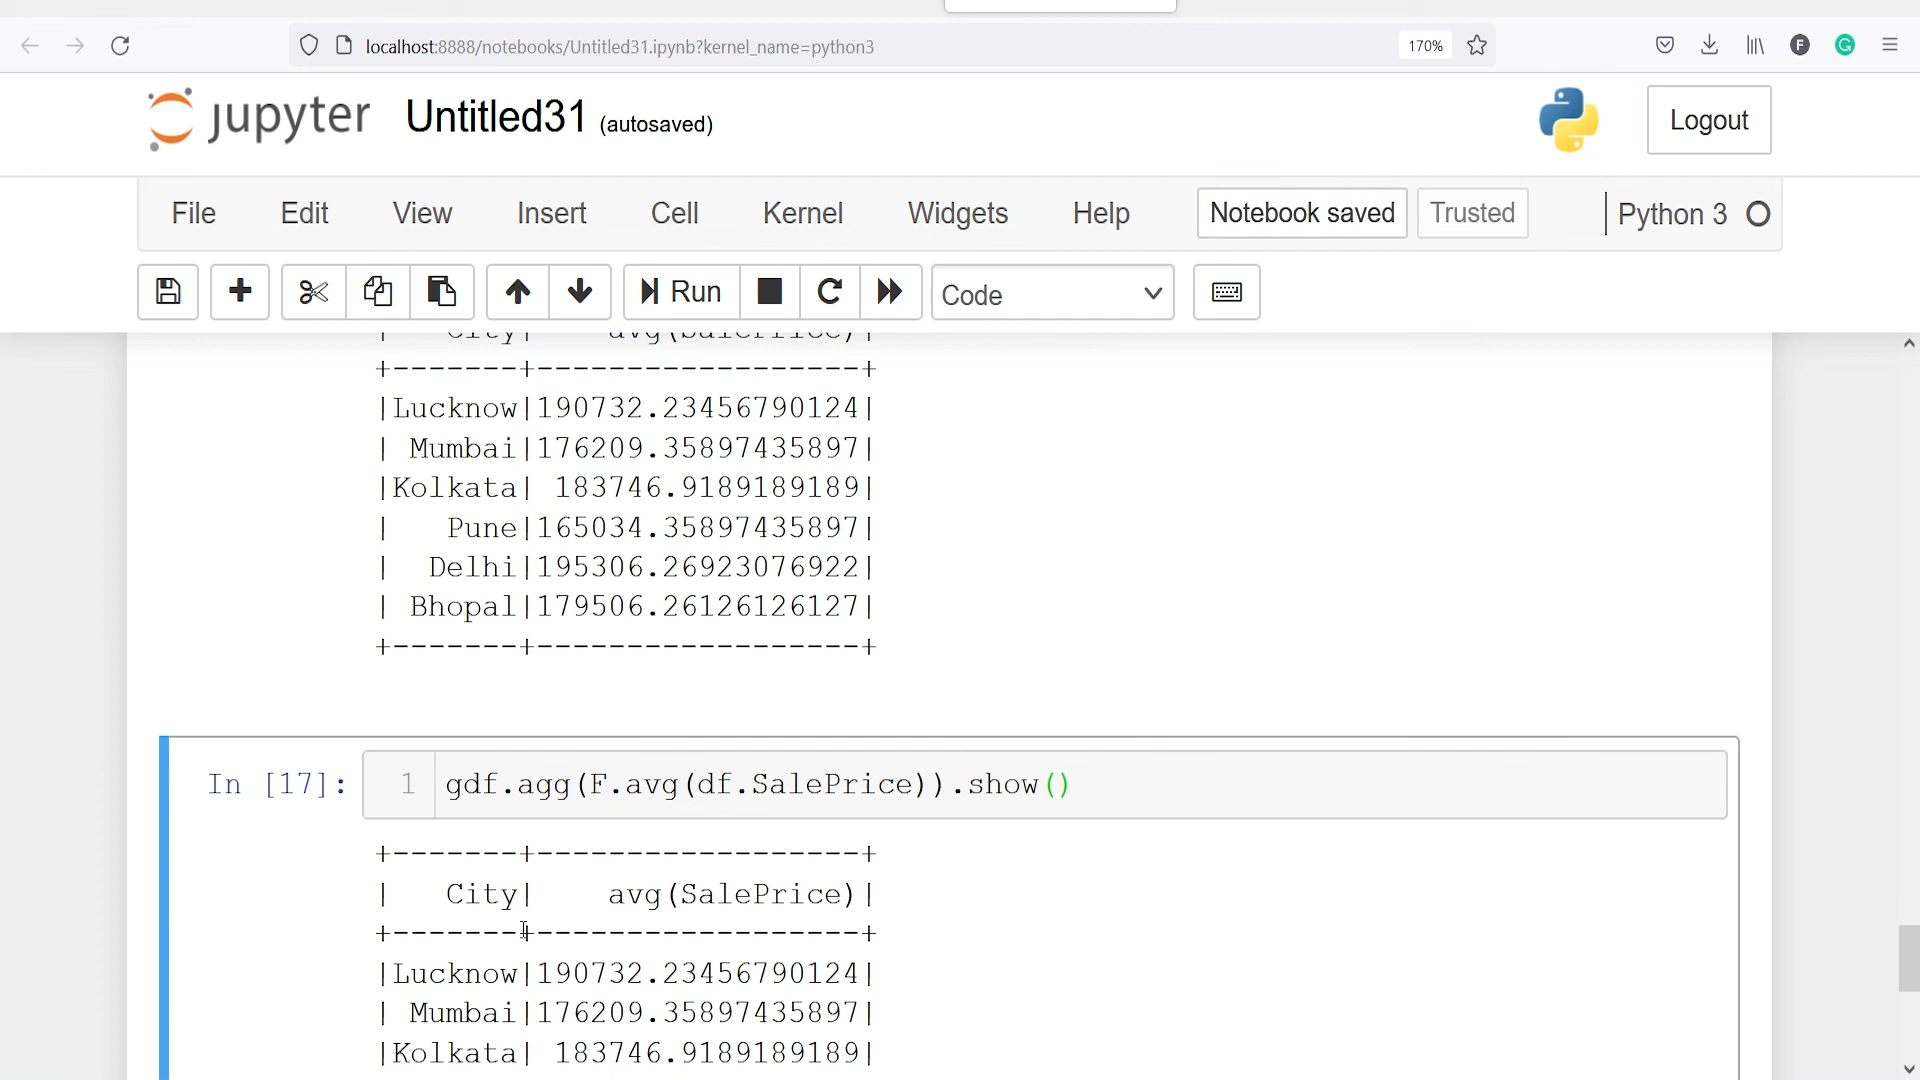 localhost:8888/notebooks/Untitled31.ipynb?kernel_name=python3 170% F G
jupyter Untitled31 (autosaved) Logout
File Edit View Insert Cell Kernel Widgets Help Notebook saved Trusted Python 3
Run Code
| City| avg(SalePrice)|
+-------+------------------+
|Lucknow|190732.23456790124|
| Mumbai|176209.35897435897|
|Kolkata| 183746.9189189189|
| Pune|165034.35897435897|
| Delhi|195306.26923076922|
| Bhopal|179506.26126126127|
+-------+------------------+
In [17]: 1 gdf.agg(F.avg(df.SalePrice)).show()
+-------+------------------+
| City| avg(SalePrice)|
+-------+------------------+
|Lucknow|190732.23456790124|
| Mumbai|176209.35897435897|
|Kolkata| 183746.9189189189|